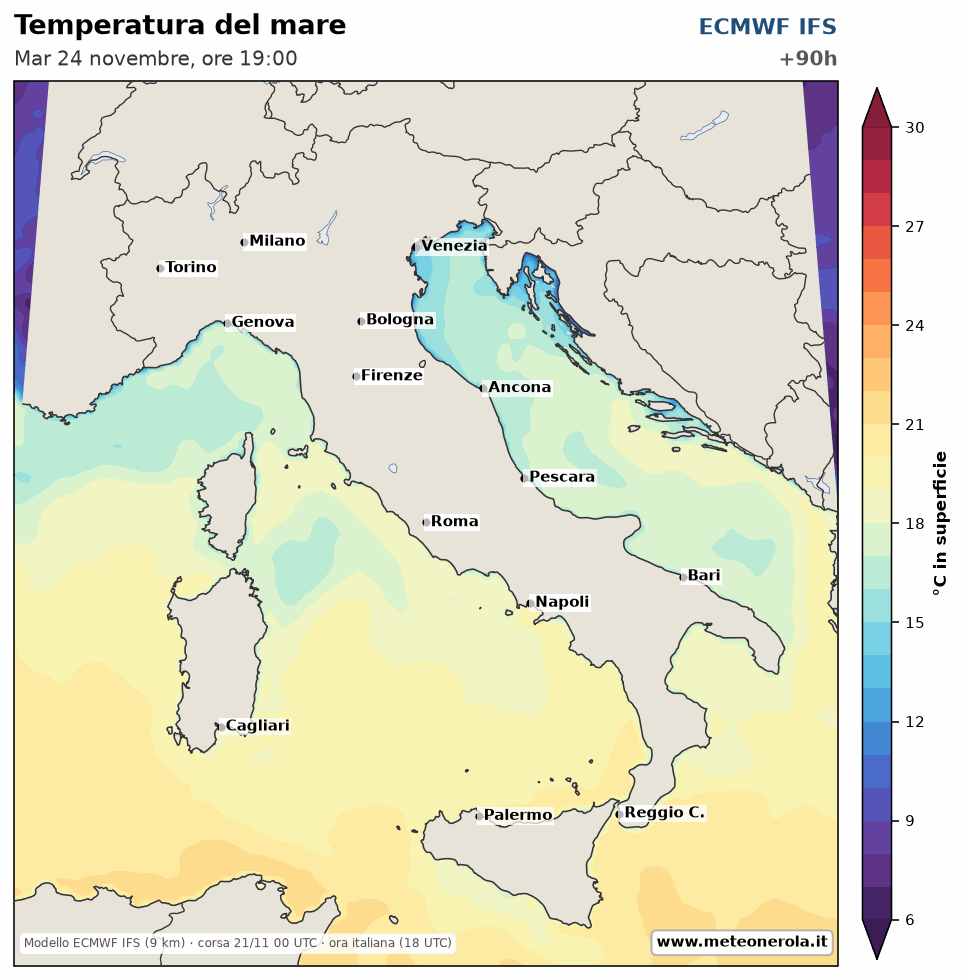 Temperatura del mare
ECMWF IFS
Mar 24 novembre, ore 19:00
+90h
Milano
Venezia
Torino
Genova
Bologna
Firenze
Ancona
Pescara
Roma
Bari
Napoli
Cagliari
Palermo
Reggio C.
30
27
24
21
18
15
12
9
6
°C in superficie
Modello ECMWF IFS (9 km) · corsa 21/11 00 UTC · ora italiana (18 UTC)
www.meteonerola.it